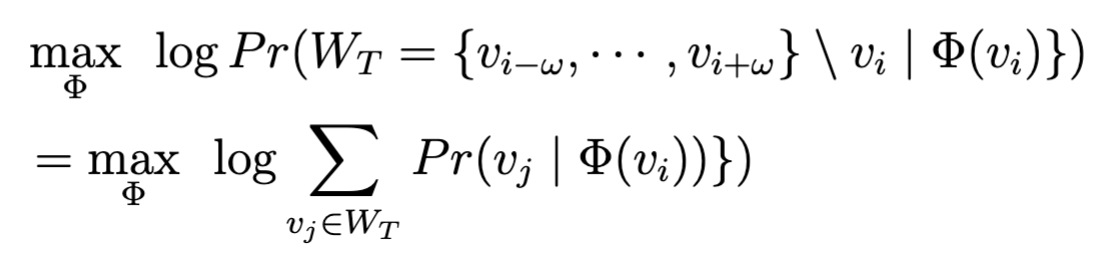 max_Φ log Pr(W_T = {v_{i−ω}, ⋯ , v_{i+ω}} \ v_i | Φ(v_i)})
= max_Φ log ∑_{v_j∈W_T} Pr(v_j | Φ(v_i))})